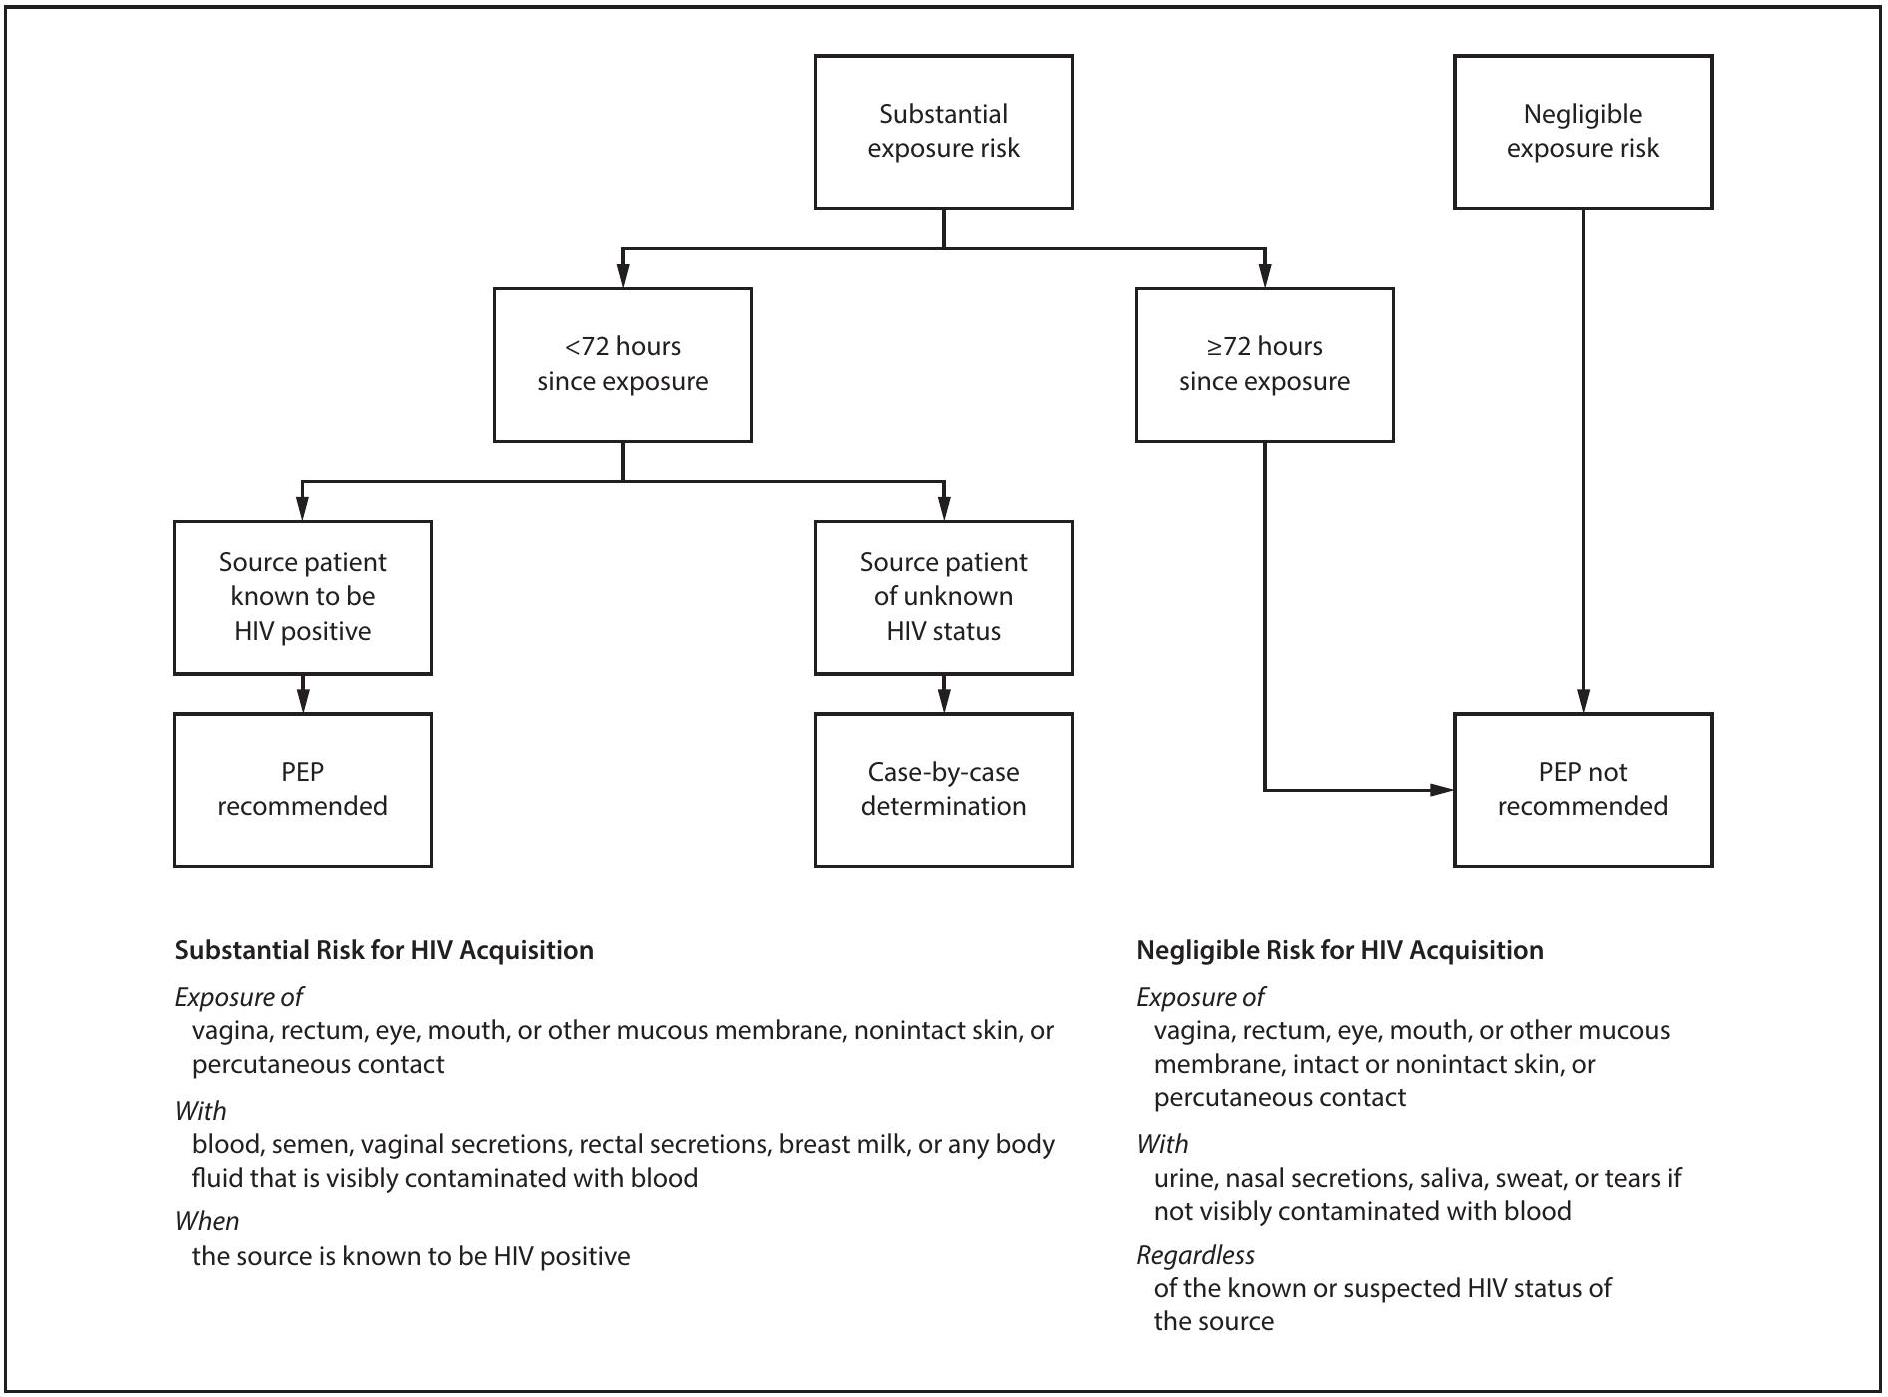 Substantial
exposure risk
Negligible
exposure risk
<72 hours
since exposure
≥72 hours
since exposure
Source patient
known to be
HIV positive
Source patient
of unknown
HIV status
PEP
recommended
Case-by-case
determination
PEP not
recommended
Substantial Risk for HIV Acquisition
Exposure of
vagina, rectum, eye, mouth, or other mucous membrane, nonintact skin, or
percutaneous contact
With
blood, semen, vaginal secretions, rectal secretions, breast milk, or any body
fluid that is visibly contaminated with blood
When
the source is known to be HIV positive
Negligible Risk for HIV Acquisition
Exposure of
vagina, rectum, eye, mouth, or other mucous
membrane, intact or nonintact skin, or
percutaneous contact
With
urine, nasal secretions, saliva, sweat, or tears if
not visibly contaminated with blood
Regardless
of the known or suspected HIV status of
the source